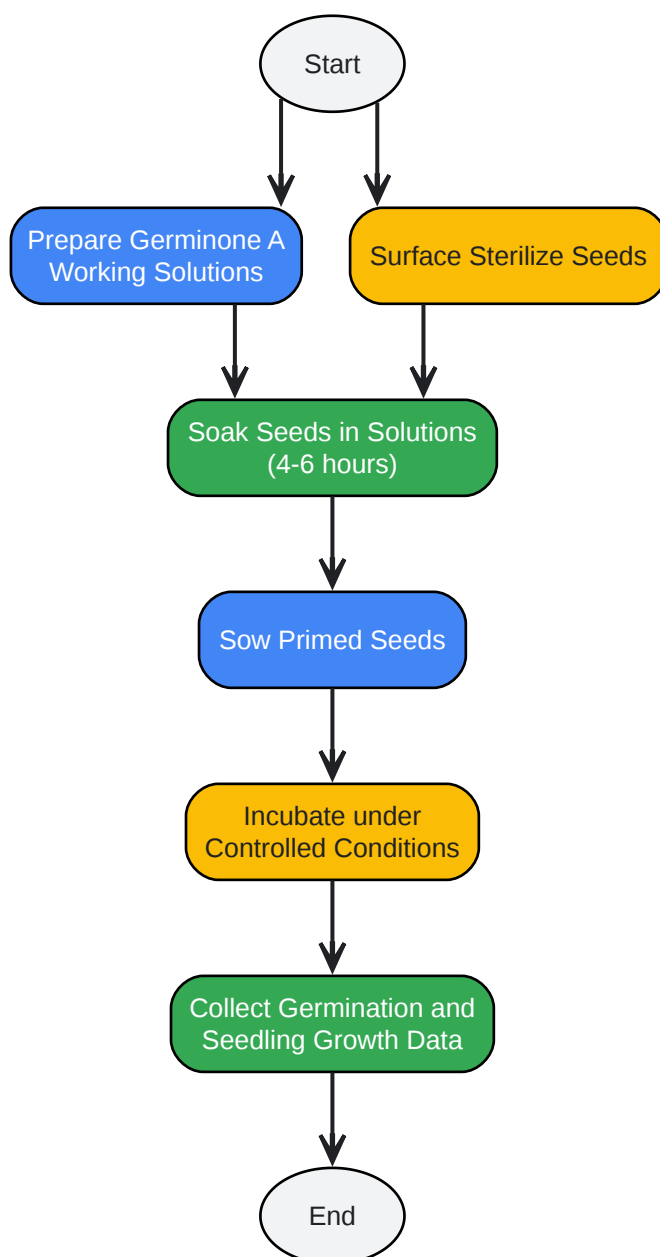 Start
Prepare Germinone A
Working Solutions
Surface Sterilize Seeds
Soak Seeds in Solutions
(4-6 hours)
Sow Primed Seeds
Incubate under
Controlled Conditions
Collect Germination and
Seedling Growth Data
End